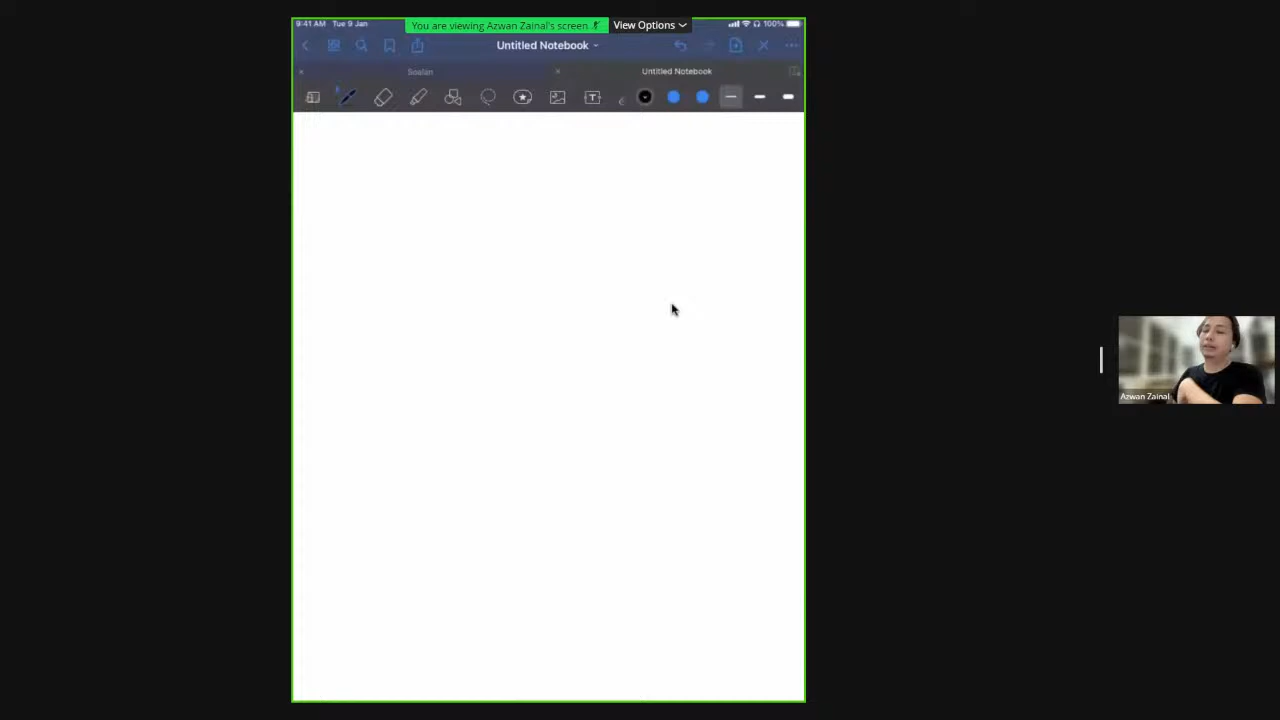 9:41 AM Tue 9 Jan
You are viewing Azwan Zainal's screen
View Options
100%
Untitled Notebook
Soalan
Untitled Notebook
Azwan Zainal